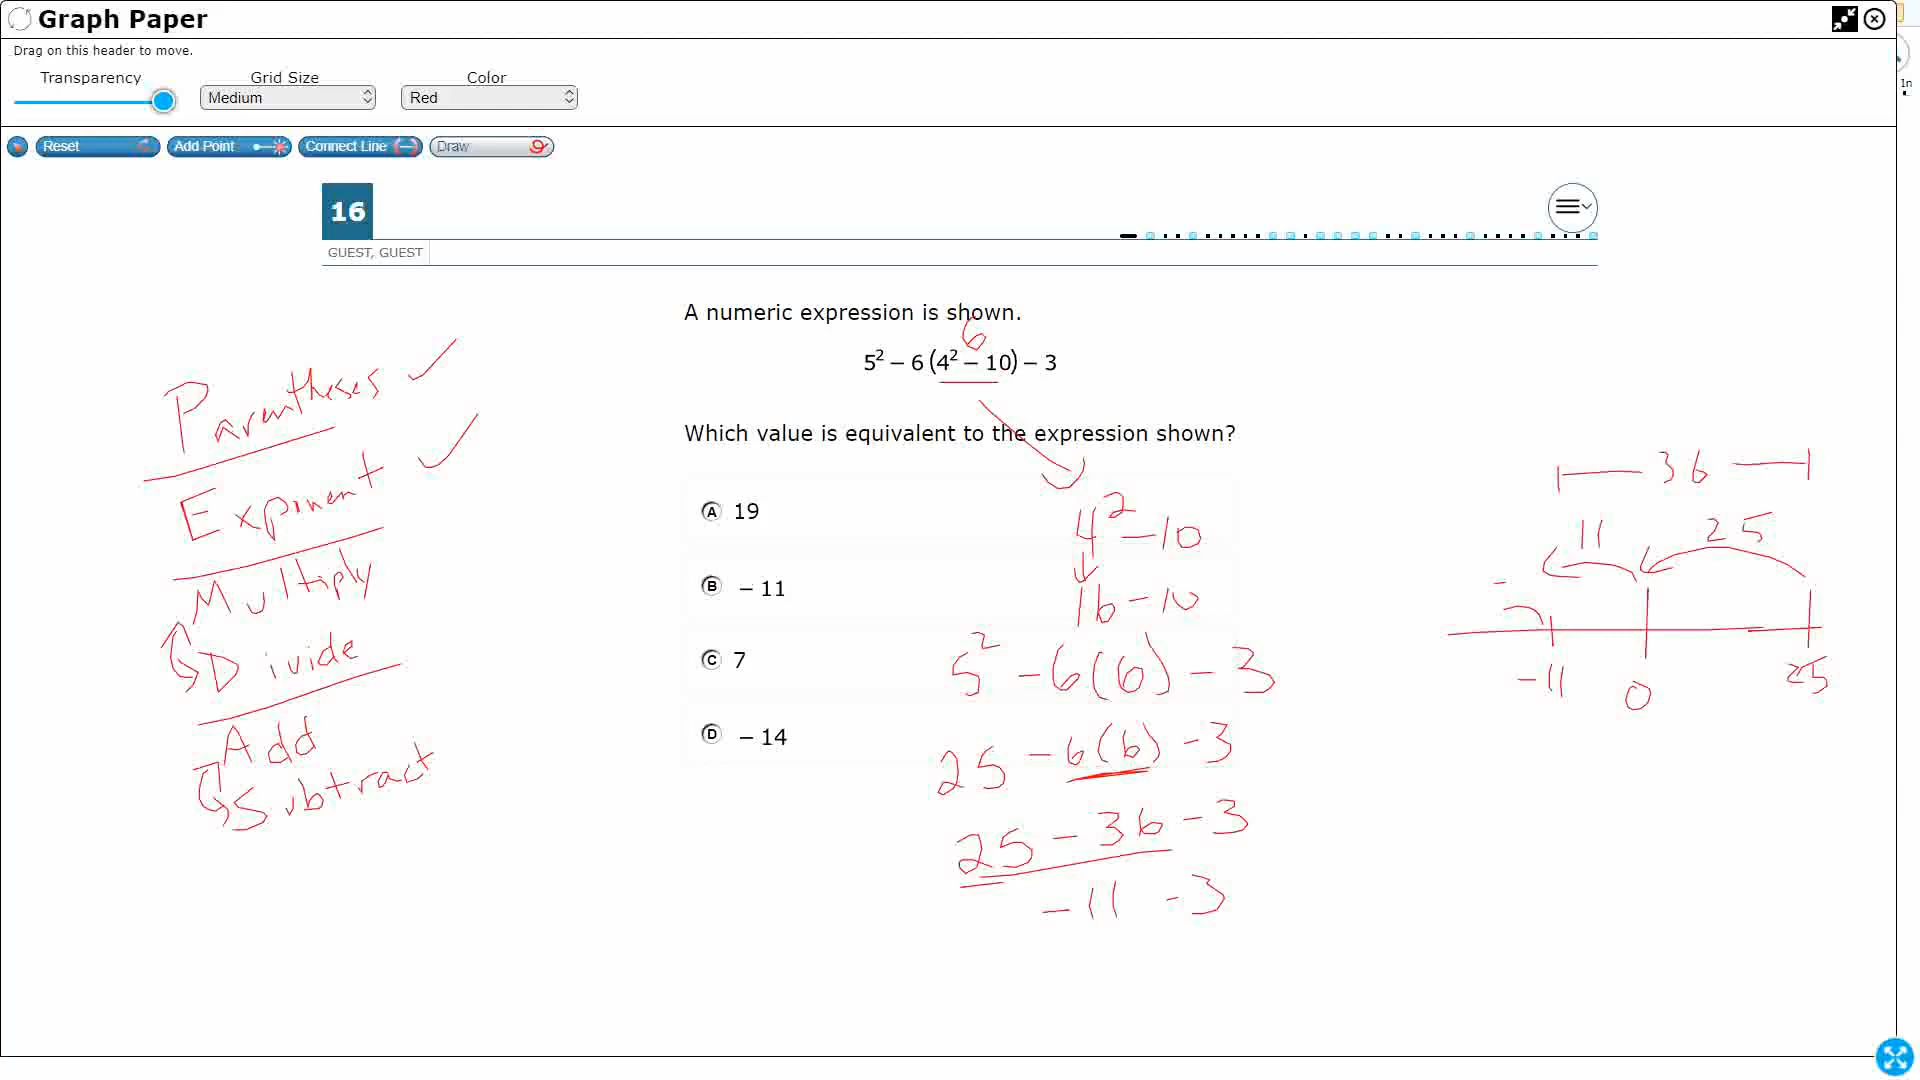 Graph Paper
Drag on this header to move.
Transparency
Grid Size
Color
Medium
Red
Reset
Add Point
Connect Line
Draw
16
GUEST, GUEST
A numeric expression is shown.
6
5² – 6 (4² – 10) – 3
Which value is equivalent to the expression shown?
A 19
B – 11
C 7
D – 14
Parentheses ✓
Exponent ✓
Multiply
Divide
Add
Subtract
4² – 10
16 – 10
5² – 6(6) – 3
25 – 6(6) – 3
25 – 36 – 3
– 11 - 3
36
11
25
-
-11
0
25
In